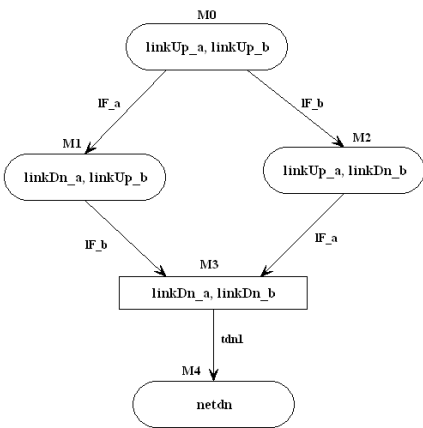 M0
linkUp_a, linkUp_b
lF_a
lF_b
M1
M2
linkDn_a, linkUp_b
linkUp_a, linkDn_b
lF_b
lF_a
M3
linkDn_a, linkDn_b
tdn1
M4
netdn